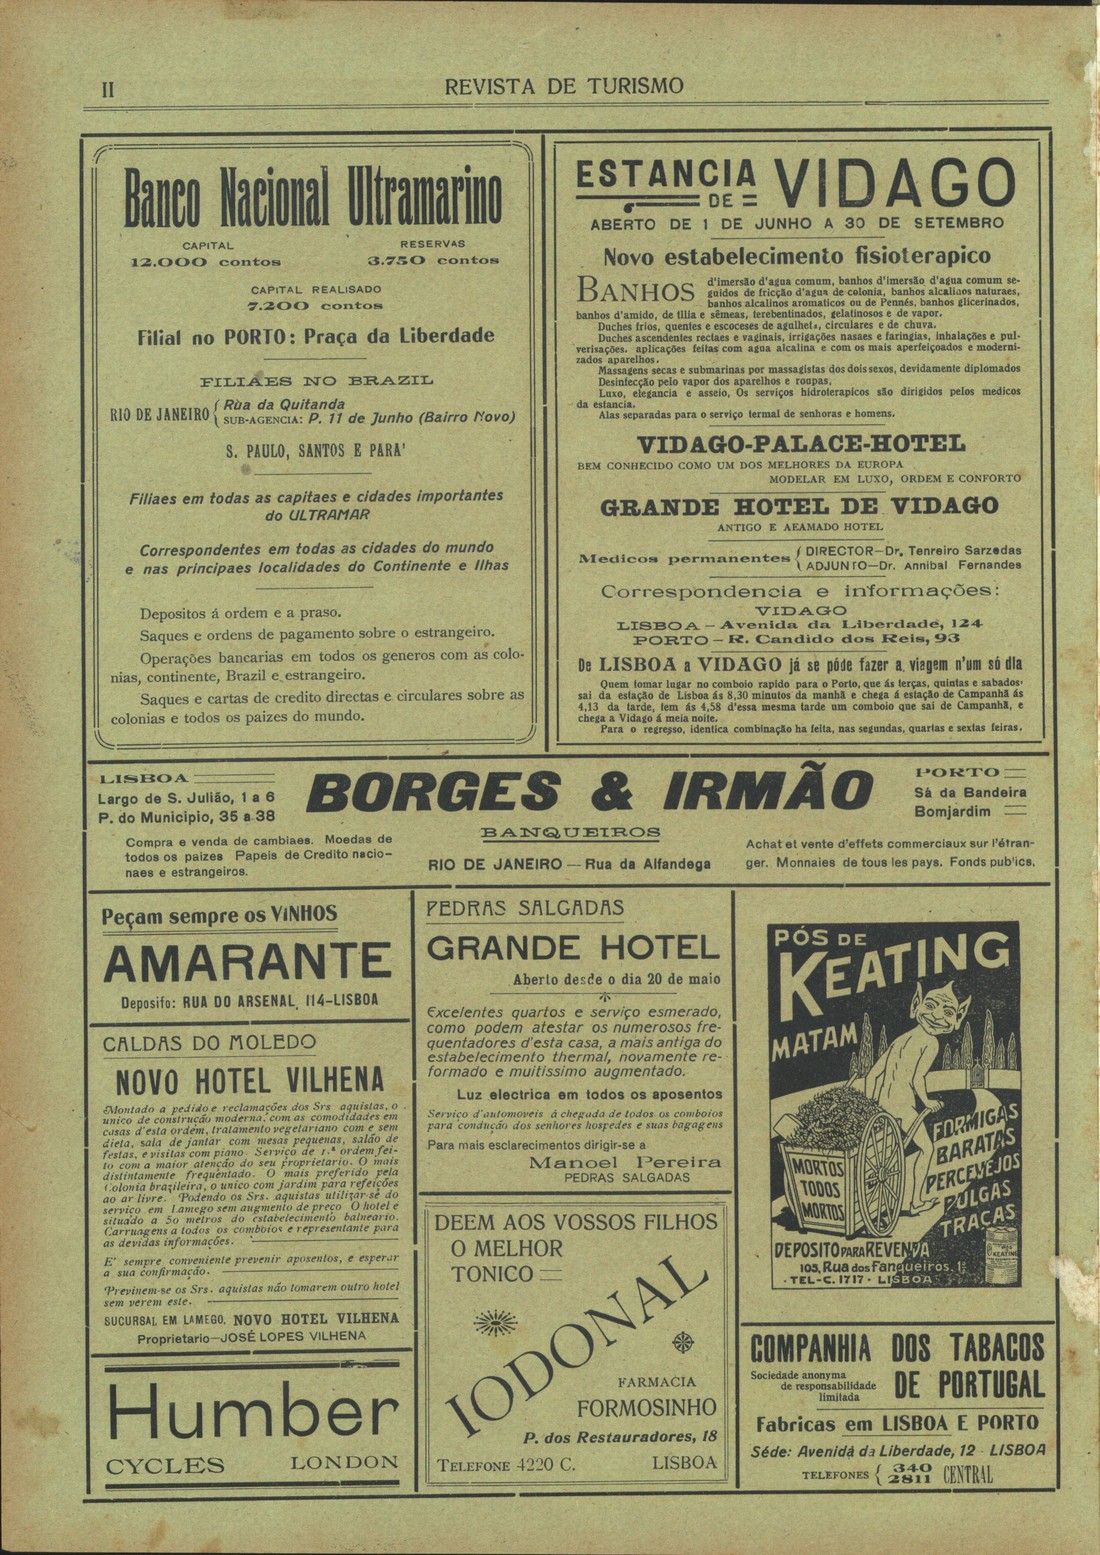 II
REVISTA DE TURISMO
Banco Nacional Ultramarino
CAPITAL
12.000 contos
RESERVAS
3.750 contos
CAPITAL REALISADO
7.200 contos
Filial no PORTO: Praça da Liberdade
FILIAES NO BRAZIL
RIO DE JANEIRO { Rùa da Quitanda
SUB-AGENCIA: P. 11 de Junho (Bairro Novo)
S. PAULO, SANTOS E PARA'
Filiaes em todas as capitaes e cidades importantes
do ULTRAMAR
Correspondentes em todas as cidades do mundo
e nas principaes localidades do Continente e Ilhas
Depositos á ordem e a praso.
Saques e ordens de pagamento sobre o estrangeiro.
Operações bancarias em todos os generos com as colo-
nias, continente, Brazil e estrangeiro.
Saques e cartas de credito directas e circulares sobre as
colonias e todos os paizes do mundo.
ESTANCIA DE VIDAGO
ABERTO DE 1 DE JUNHO A 30 DE SETEMBRO
Novo estabelecimento fisioterapico
BANHOS d'imersão d'agua comum, banhos d'imersão d'agua comum se-
guidos de fricção d'agua de colonia, banhos alcalinos naturaes,
banhos alcalinos aromaticos ou de Pennés, banhos glicerinados,
banhos d'amido, de tilia e sêmeas, terebentinados, gelatinosos e de vapor.
Duches frios, quentes e escoceses de agulheta, circulares e de chuva.
Duches ascendentes rectaes e vaginais, irrigações nasaes e faringias, inhalações e pul-
verisações, aplicações feitas com agua alcalina e com os mais aperfeiçoados e moderni-
zados aparelhos.
Massagens secas e submarinas por massagistas dos dois sexos, devidamente diplomados
Desinfecção pelo vapor dos aparelhos e roupas.
Luxo, elegancia e asseio, Os serviços hidroterapicos são dirigidos pelos medicos
da estancia.
Alas separadas para o serviço termal de senhoras e homens.
VIDAGO-PALACE-HOTEL
BEM CONHECIDO COMO UM DOS MELHORES DA EUROPA
MODELAR EM LUXO, ORDEM E CONFORTO
GRANDE HOTEL DE VIDAGO
ANTIGO E AFAMADO HOTEL
Medicos permanentes { DIRECTOR—Dr. Tenreiro Sarzedas
ADJUNTO—Dr. Annibal Fernandes
Correspondencia e informações:
VIDAGO
LISBOA — Avenida da Liberdade, 124
PORTO — R. Candido dos Reis, 93
De LISBOA a VIDAGO já se póde fazer a viagem n'um só dia
Quem tomar lugar no comboio rapido para o Porto, que ás terças, quintas e sabados
sai da estação de Lisboa ás 8,30 minutos da manhã e chega á estação de Campanhã ás
4,13 da tarde, tem ás 4,58 d'essa mesma tarde um comboio que sai de Campanhã, e
chega a Vidago á meia noite.
Para o regresso, identica combinação ha feita, nas segundas, quartas e sextas feiras.
LISBOA
Largo de S. Julião, 1 a 6
P. do Municipio, 35 a 38
BORGES & IRMÃO
BANQUEIROS
RIO DE JANEIRO — Rua da Alfandega
PORTO
Sá da Bandeira
Bomjardim
Compra e venda de cambiaes. Moedas de
todos os paizes Papeis de Credito nacio-
naes e estrangeiros.
Achat et vente d'effets commerciaux sur l'étran-
ger. Monnaies de tous les pays. Fonds publics.
Peçam sempre os VINHOS
AMARANTE
Deposito: RUA DO ARSENAL, 114—LISBOA
CALDAS DO MOLEDO
NOVO HOTEL VILHENA
Montado a pedido e reclamações dos Srs aquistas, o
unico de construção moderna, com as comodidades em
casas d'esta ordem, tratamento vegetariano com e sem
dieta, sala de jantar com mesas pequenas, salão de
festas, e visitas com piano. Serviço de 1.ª ordem fei-
to com a maior atenção do seu proprietario. O mais
distintamente frequentado. O mais preferido pela
Colonia brazileira, o unico com jardim para refeições
ao ar livre. Podendo os Srs. aquistas utilizar-se do
serviço em Lamego sem augmento de preço O hotel e
situado a 50 metros do estabelecimento balneario.
Carruagens a todos os comboios e representante para
as devidas informações.
E' sempre conveniente prevenir aposentos, e esperar
a sua confirmação.
Previnem-se os Srs. aquistas não tomarem outro hotel
sem verem este.
SUCURSAL EM LAMEGO, NOVO HOTEL VILHENA
Proprietario—JOSÉ LOPES VILHENA
Humber
CYCLES LONDON
PEDRAS SALGADAS
GRANDE HOTEL
Aberto desde o dia 20 de maio
Excelentes quartos e serviço esmerado,
como podem atestar os numerosos fre-
quentadores d'esta casa, a mais antiga do
estabelecimento thermal, novamente re-
formado e muitissimo augmentado.
Luz electrica em todos os aposentos
Serviço d'automoveis á chegada de todos os comboios
para condução dos senhores hospedes e suas bagagens
Para mais esclarecimentos dirigir-se a
Manoel Pereira
PEDRAS SALGADAS
DEEM AOS VOSSOS FILHOS
O MELHOR
TONICO
IODONAL
FARMACIA
FORMOSINHO
P. dos Restauradores, 18
TELEFONE 4220 C. LISBOA
PÓS DE
KEATING
MATAM
FORMIGAS
BARATAS
PERCEVEJOS
PULGAS
TRAÇAS
MORTOS
TODOS
MORTOS
KEATING
DEPOSITO PARA REVENDA
103, Rua dos Fanqueiros, 1º
TEL-C. 1717 · LISBOA
COMPANHIA DOS TABACOS
DE PORTUGAL
Sociedade anonyma
de responsabilidade
limitada
Fabricas em LISBOA E PORTO
Séde: Avenida da Liberdade, 12 - LISBOA
TELEFONES { 340
2811 CENTRAL